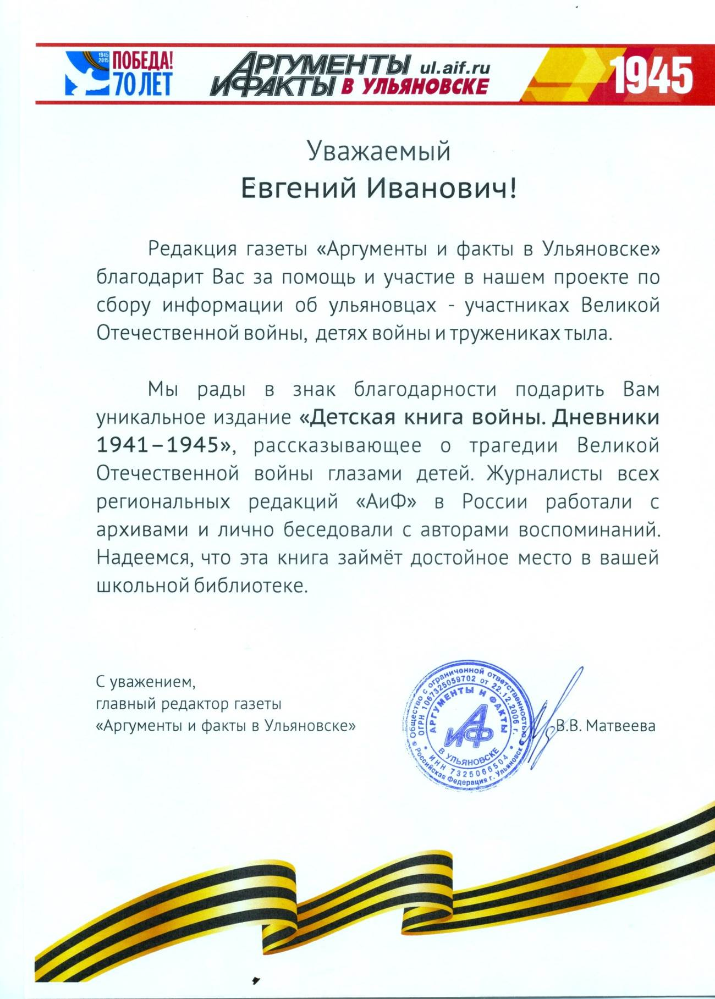 1945
2015
ПОБЕДА!
70 ЛЕТ
АРГУМЕНТЫ
И ФАКТЫ
ul.aif.ru
В УЛЬЯНОВСКЕ
1945
Уважаемый
Евгений Иванович!
Редакция газеты «Аргументы и факты в Ульяновске»
благодарит Вас за помощь и участие в нашем проекте по
сбору информации об ульяновцах - участниках Великой
Отечественной войны, детях войны и тружениках тыла.
Мы рады в знак благодарности подарить Вам
уникальное издание «Детская книга войны. Дневники
1941–1945», рассказывающее о трагедии Великой
Отечественной войны глазами детей. Журналисты всех
региональных редакций «АиФ» в России работали с
архивами и лично беседовали с авторами воспоминаний.
Надеемся, что эта книга займёт достойное место в вашей
школьной библиотеке.
С уважением,
главный редактор газеты
«Аргументы и факты в Ульяновске»
Общество с ограниченной ответственностью
Российская Федерация г. Ульяновск
ОГРН 1067325059702 от 22.12.2006 г.
ИНН 7325066504
АРГУМЕНТЫ И ФАКТЫ
АИФ
В УЛЬЯНОВСКЕ
В.В. Матвеева